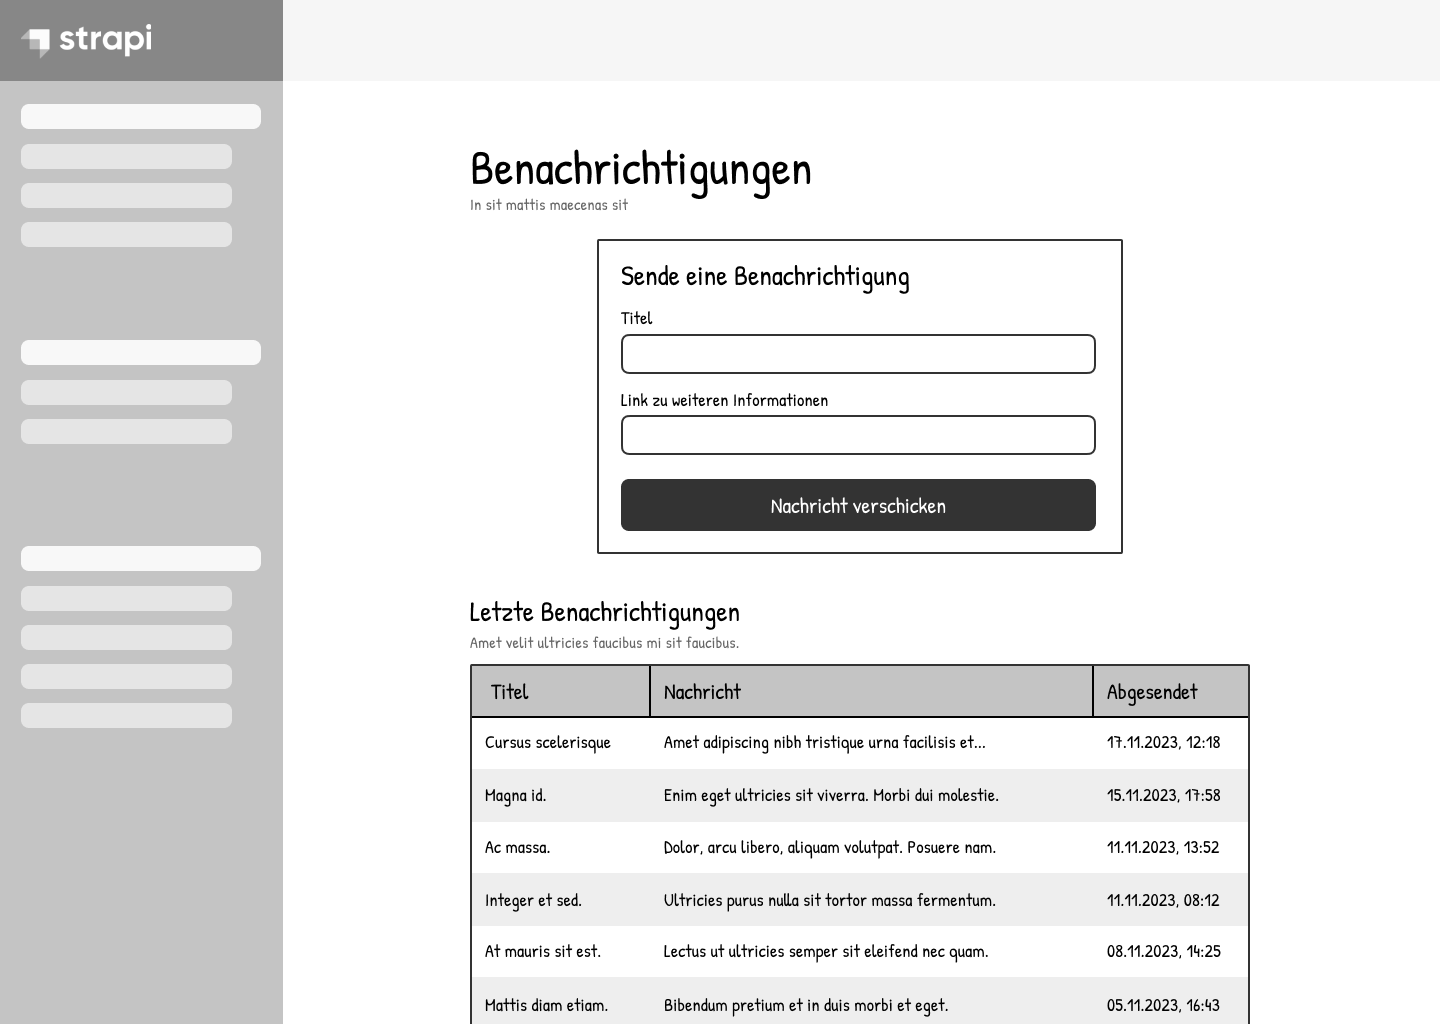 strapi
Benachrichtigungen
In sit mattis maecenas sit
Sende eine Benachrichtigung
Titel
Link zu weiteren Informationen
Nachricht verschicken
Letzte Benachrichtigungen
Amet velit ultricies faucibus mi sit faucibus.
Titel Nachricht Abgesendet
Cursus scelerisque Amet adipiscing nibh tristique urna facilisis et... 17.11.2023, 12:18
Magna id. Enim eget ultricies sit viverra. Morbi dui molestie. 15.11.2023, 17:58
Ac massa. Dolor, arcu libero, aliquam volutpat. Posuere nam. 11.11.2023, 13:52
Integer et sed. Ultricies purus nulla sit tortor massa fermentum. 11.11.2023, 08:12
At mauris sit est. Lectus ut ultricies semper sit eleifend nec quam. 08.11.2023, 14:25
Mattis diam etiam. Bibendum pretium et in duis morbi et eget. 05.11.2023, 16:43